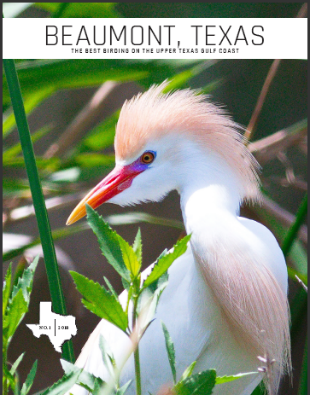 BEAUMONT, TEXAS
THE BEST BIRDING ON THE UPPER TEXAS GULF COAST